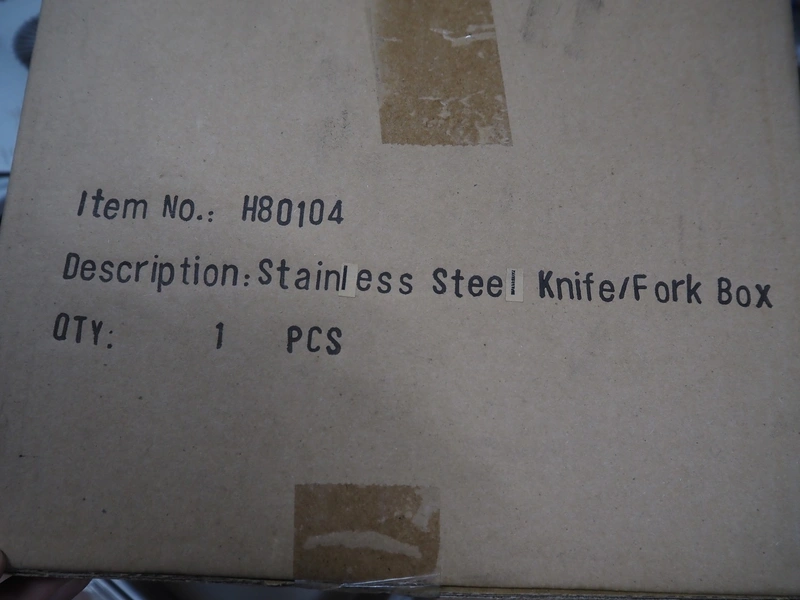 Item No.: H80104
Description:Stainless Steel Knife/Fork Box
QTY: 1 PCS